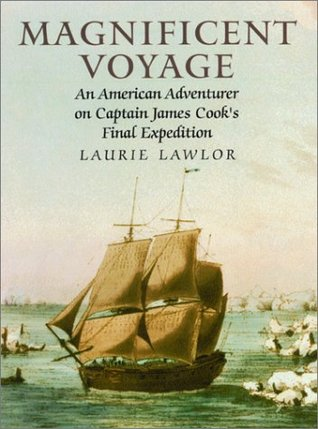 MAGNIFICENT
VOYAGE
An American Adventurer
on Captain James Cook's
Final Expedition
LAURIE LAWLOR